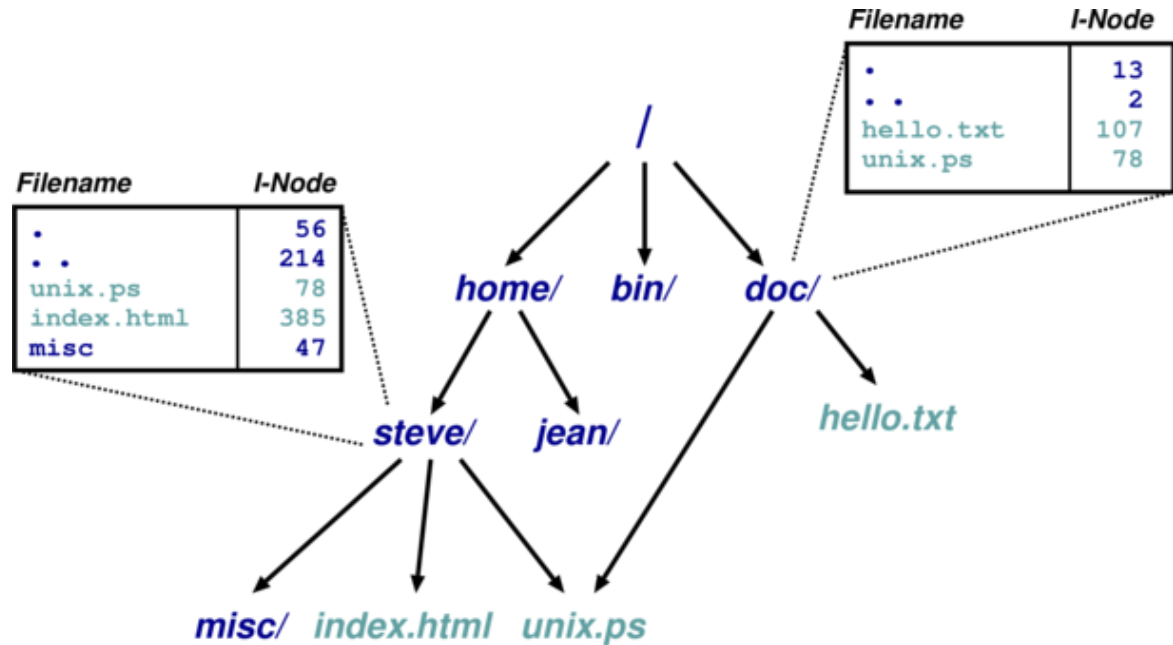 Filename I-Node
. 13
. . 2
hello.txt 107
unix.ps 78
/
Filename I-Node
. 56
. . 214
unix.ps 78
index.html 385
misc 47
home/ bin/ doc/
steve/ jean/
hello.txt
misc/ index.html unix.ps